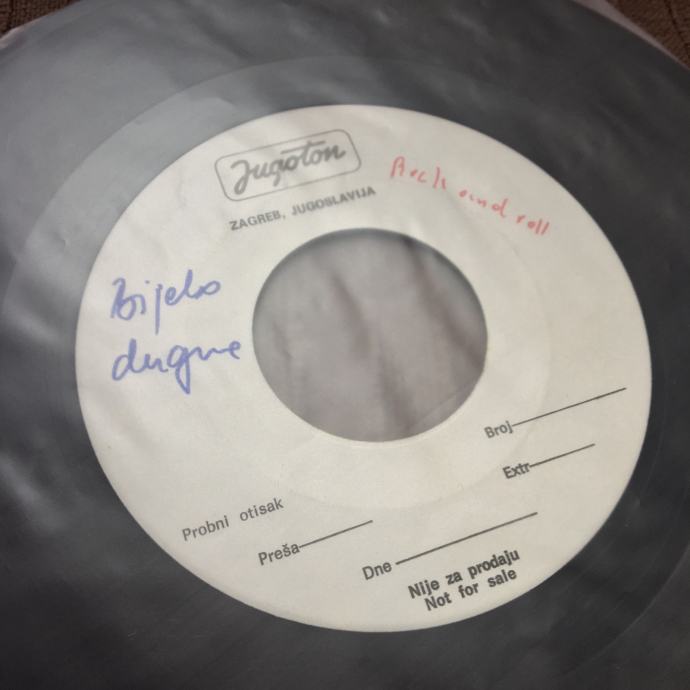 Jugoton
ZAGREB, JUGOSLAVIJA
Rock and roll
Bijelo
dugme
Broj
Extr
Probni otisak
Preša
Dne
Nije za prodaju
Not for sale